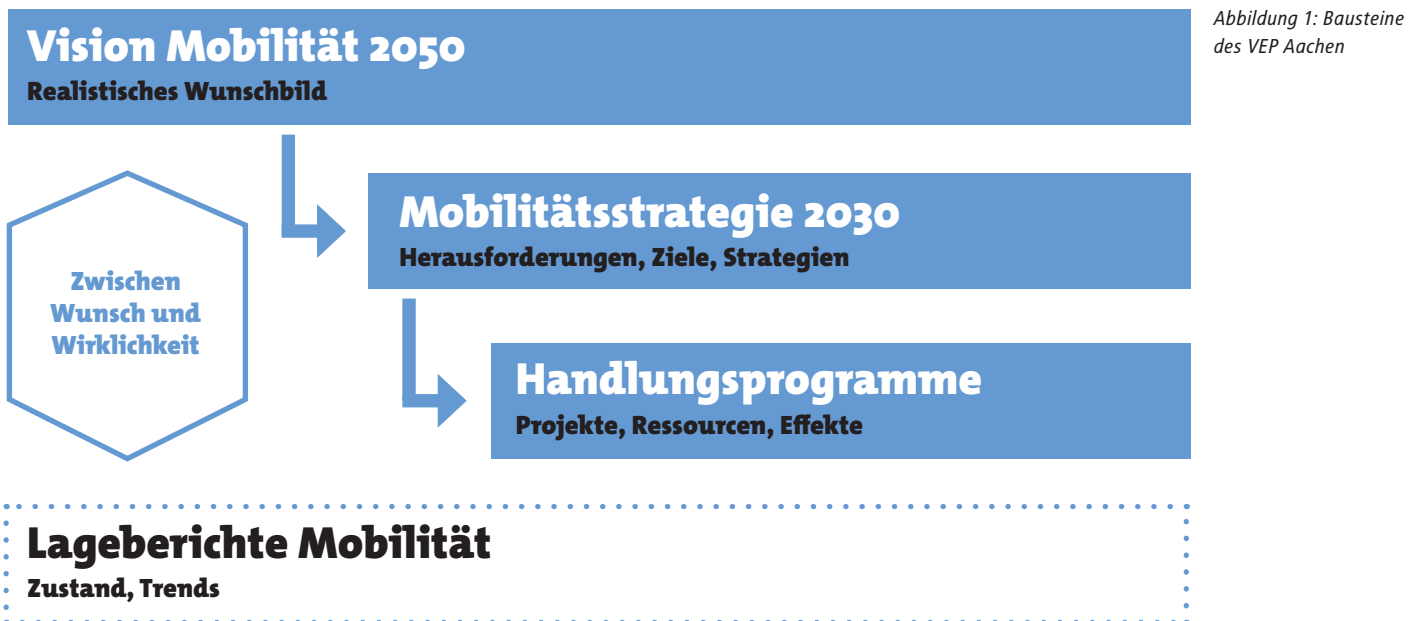 Vision Mobilität 2050
Realistisches Wunschbild
Abbildung 1: Bausteine
des VEP Aachen
Mobilitätsstrategie 2030
Herausforderungen, Ziele, Strategien
Zwischen
Wunsch und
Wirklichkeit
Handlungsprogramme
Projekte, Ressourcen, Effekte
Lageberichte Mobilität
Zustand, Trends